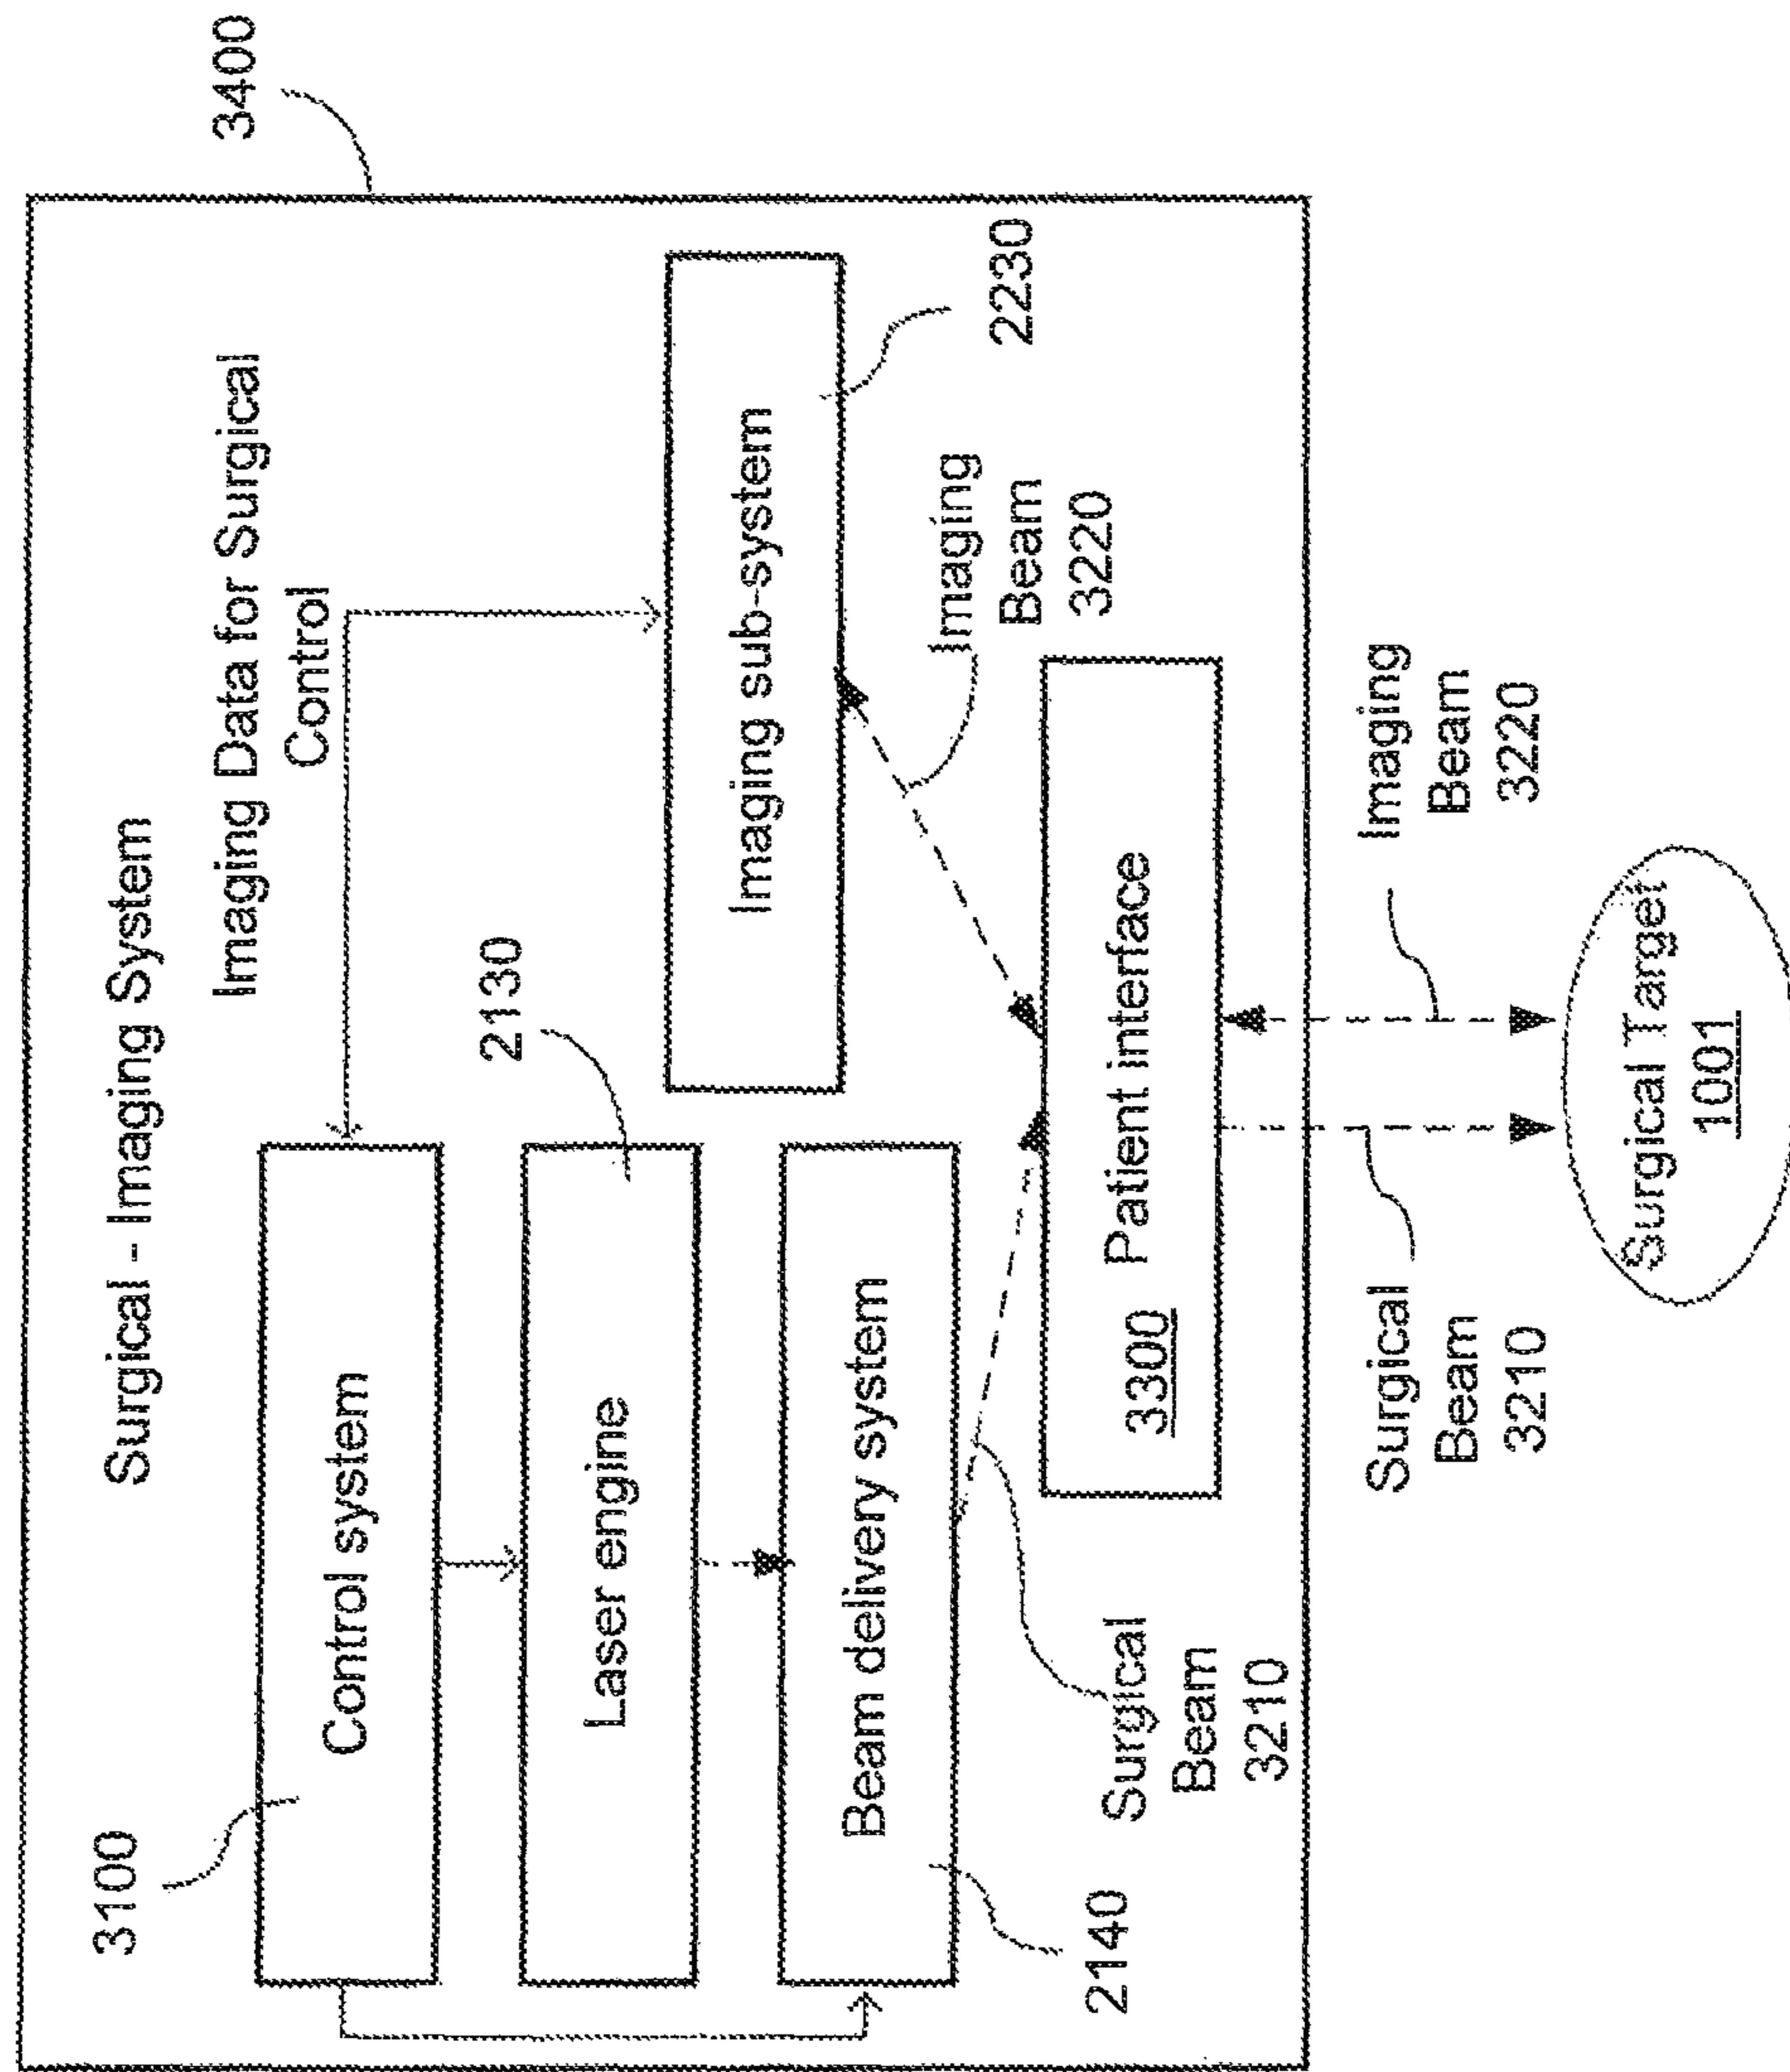 Surgical - Imaging System
3400
3100
Control system
Imaging Data for Surgical
Control
2130
Laser engine
Imaging sub-system
2230
Beam delivery system
2140
Imaging
Beam
3220
Surgical
Beam
3210
3300 Patient interface
Surgical
Beam
3210
Imaging
Beam
3220
Surgical Target
1001